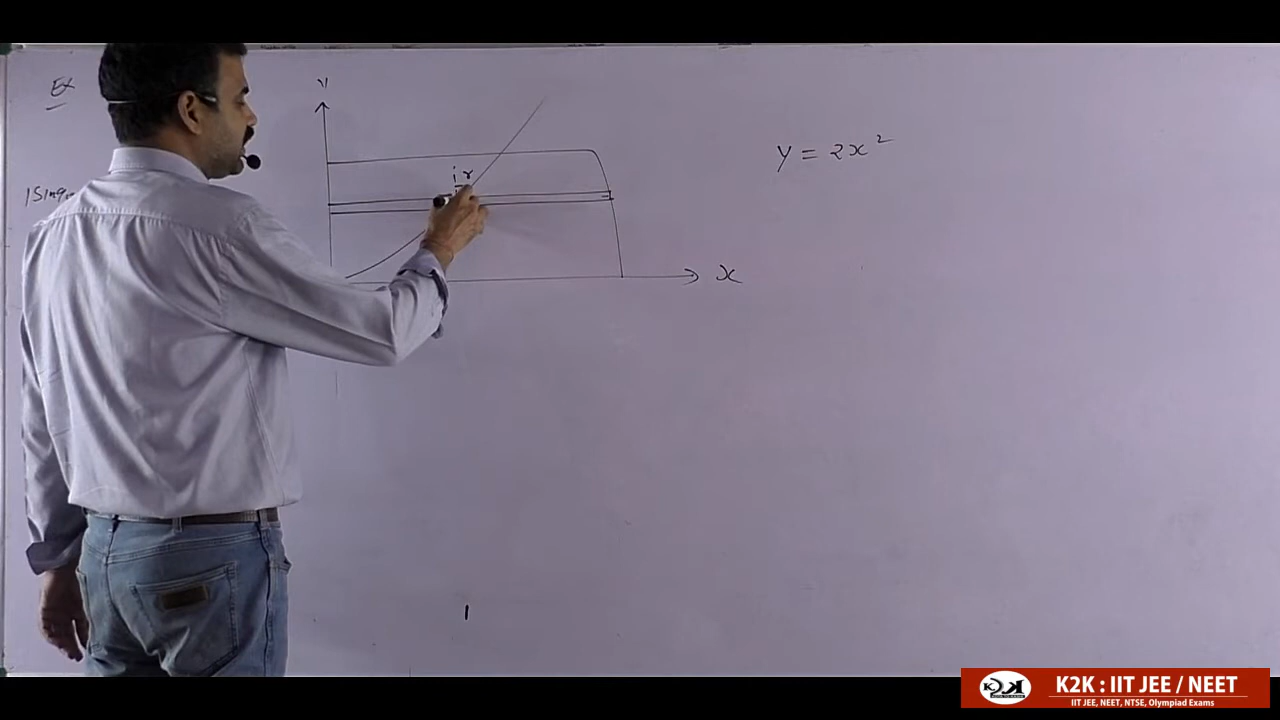 Ex
y
y = 2x²
i r
x
K2K : IIT JEE / NEET
IIT JEE, NEET, NTSE, Olympiad Exams